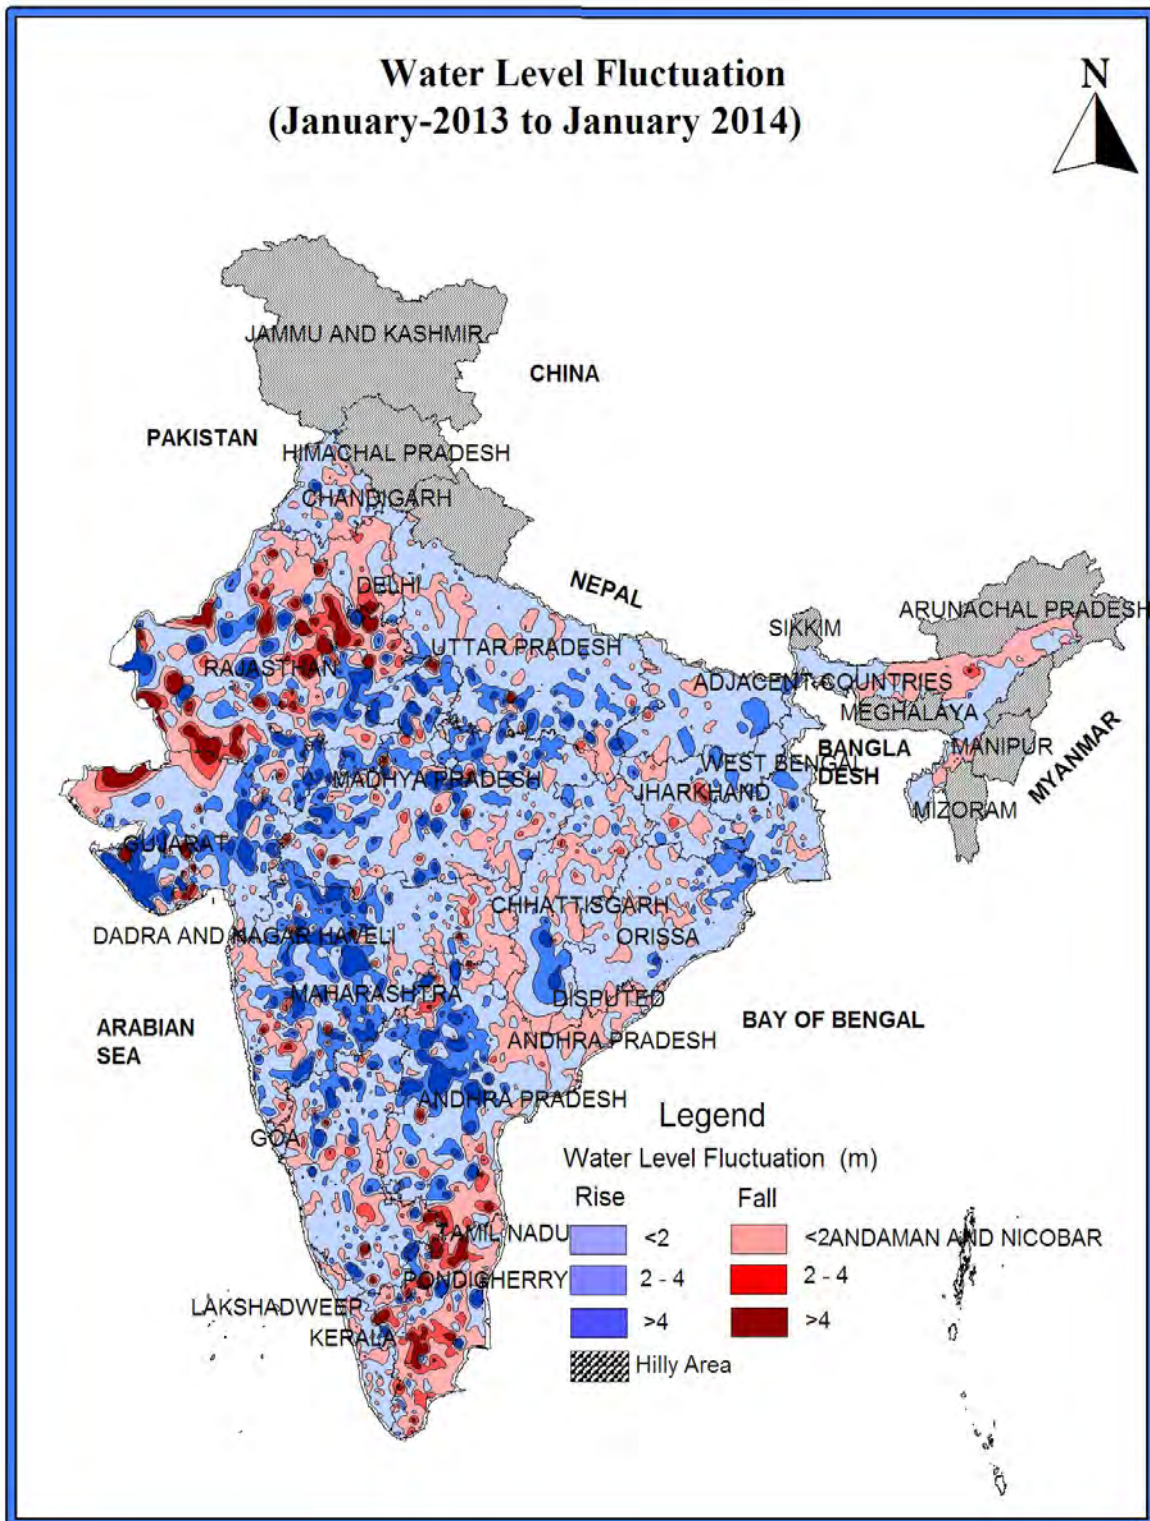 Water Level Fluctuation
(January-2013 to January 2014)
N
JAMMU AND KASHMIR
CHINA
PAKISTAN
HIMACHAL PRADESH
CHANDIGARH
DELHI
NEPAL
ARUNACHAL PRADESH
SIKKIM
UTTAR PRADESH
RAJASTHAN
ADJACENT COUNTRIES
MEGHALAYA
BANGLA
DESH
MANIPUR
MYANMAR
WEST BENGAL
MADHYA PRADESH
JHARKHAND
MIZORAM
GUJARAT
CHHATTISGARH
DADRA AND NAGAR HAVELI
ORISSA
MAHARASHTRA
DISPUTED
ARABIAN
SEA
BAY OF BENGAL
ANDHRA PRADESH
ANDHRA PRADESH
GOA
Legend
Water Level Fluctuation (m)
Rise Fall
TAMIL NADU
<2 <2
ANDAMAN AND NICOBAR
PONDICHERRY
2 - 4 2 - 4
LAKSHADWEEP
>4 >4
KERALA
Hilly Area